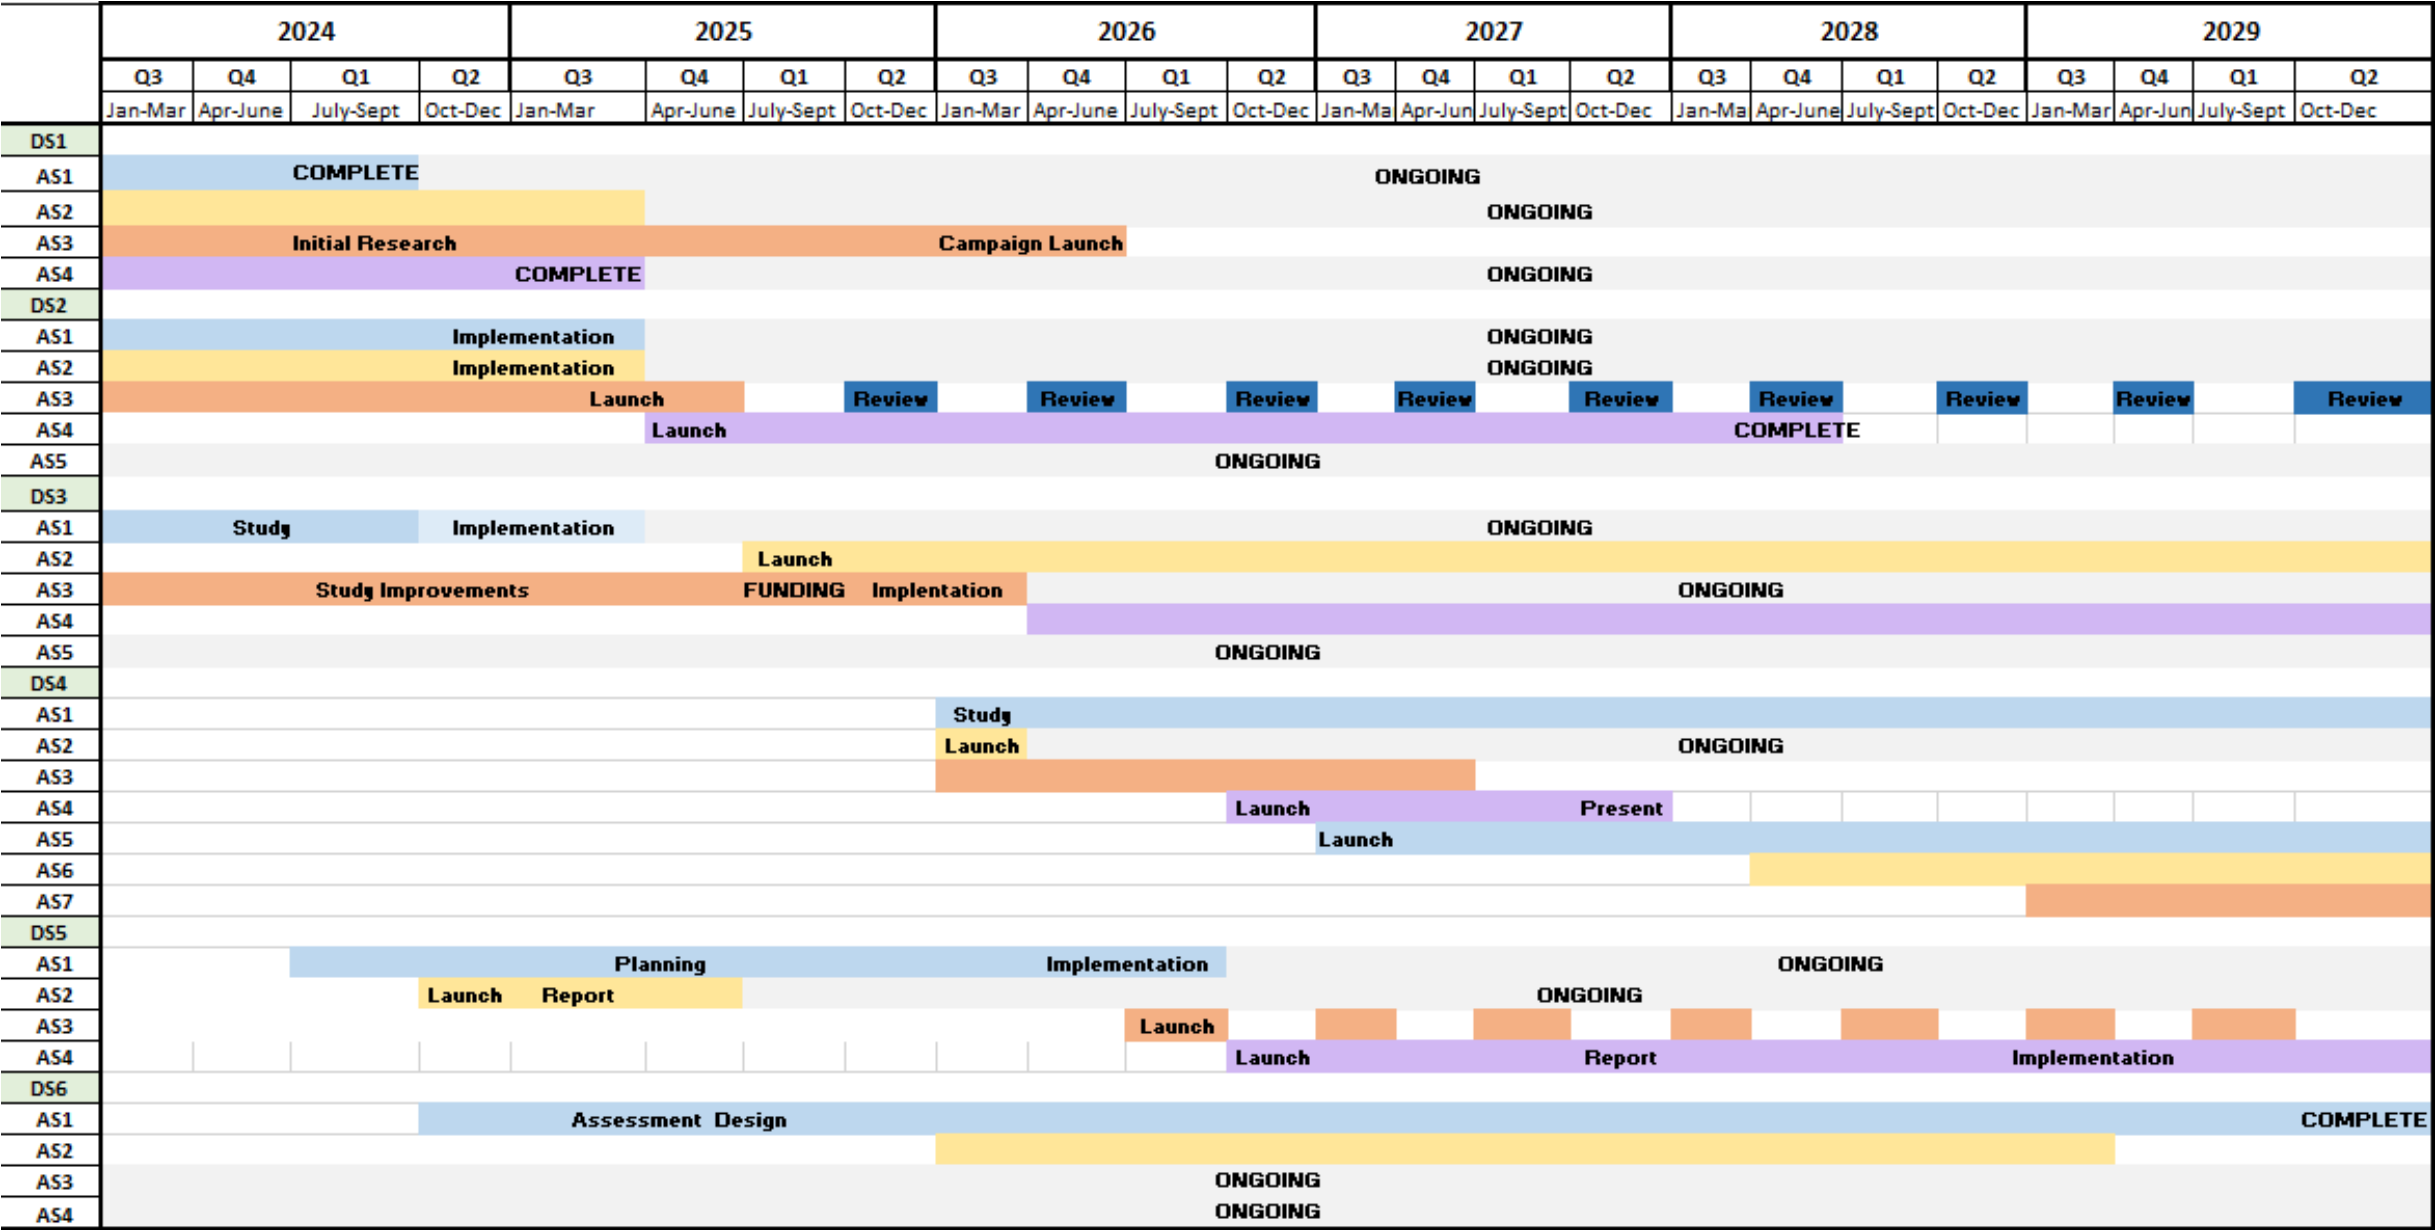 2024 2025 2026 2027 2028 2029
Q3 Q4 Q1 Q2 Q3 Q4 Q1 Q2 Q3 Q4 Q1 Q2 Q3 Q4 Q1 Q2 Q3 Q4 Q1 Q2 Q3 Q4 Q1 Q2
Jan-Mar Apr-June July-Sept Oct-Dec Jan-Mar Apr-June July-Sept Oct-Dec Jan-Mar Apr-June July-Sept Oct-Dec Jan-Ma Apr-Jun July-Sept Oct-Dec Jan-Ma Apr-June July-Sept Oct-Dec Jan-Mar Apr-Jun July-Sept Oct-Dec
DS1
AS1 COMPLETE ONGOING
AS2 ONGOING
AS3 Initial Research Campaign Launch
AS4 COMPLETE ONGOING
DS2
AS1 Implementation ONGOING
AS2 Implementation ONGOING
AS3 Launch Review Review Review Review Review Review Review Review Review
AS4 Launch COMPLETE
AS5 ONGOING
DS3
AS1 Study Implementation ONGOING
AS2 Launch
AS3 Study Improvements FUNDING Implentation ONGOING
AS4
AS5 ONGOING
DS4
AS1 Study
AS2 Launch ONGOING
AS3
AS4 Launch Present
AS5 Launch
AS6
AS7
DS5
AS1 Planning Implementation ONGOING
AS2 Launch Report ONGOING
AS3 Launch
AS4 Launch Report Implementation
DS6
AS1 Assessment Design COMPLETE
AS2
AS3 ONGOING
AS4 ONGOING